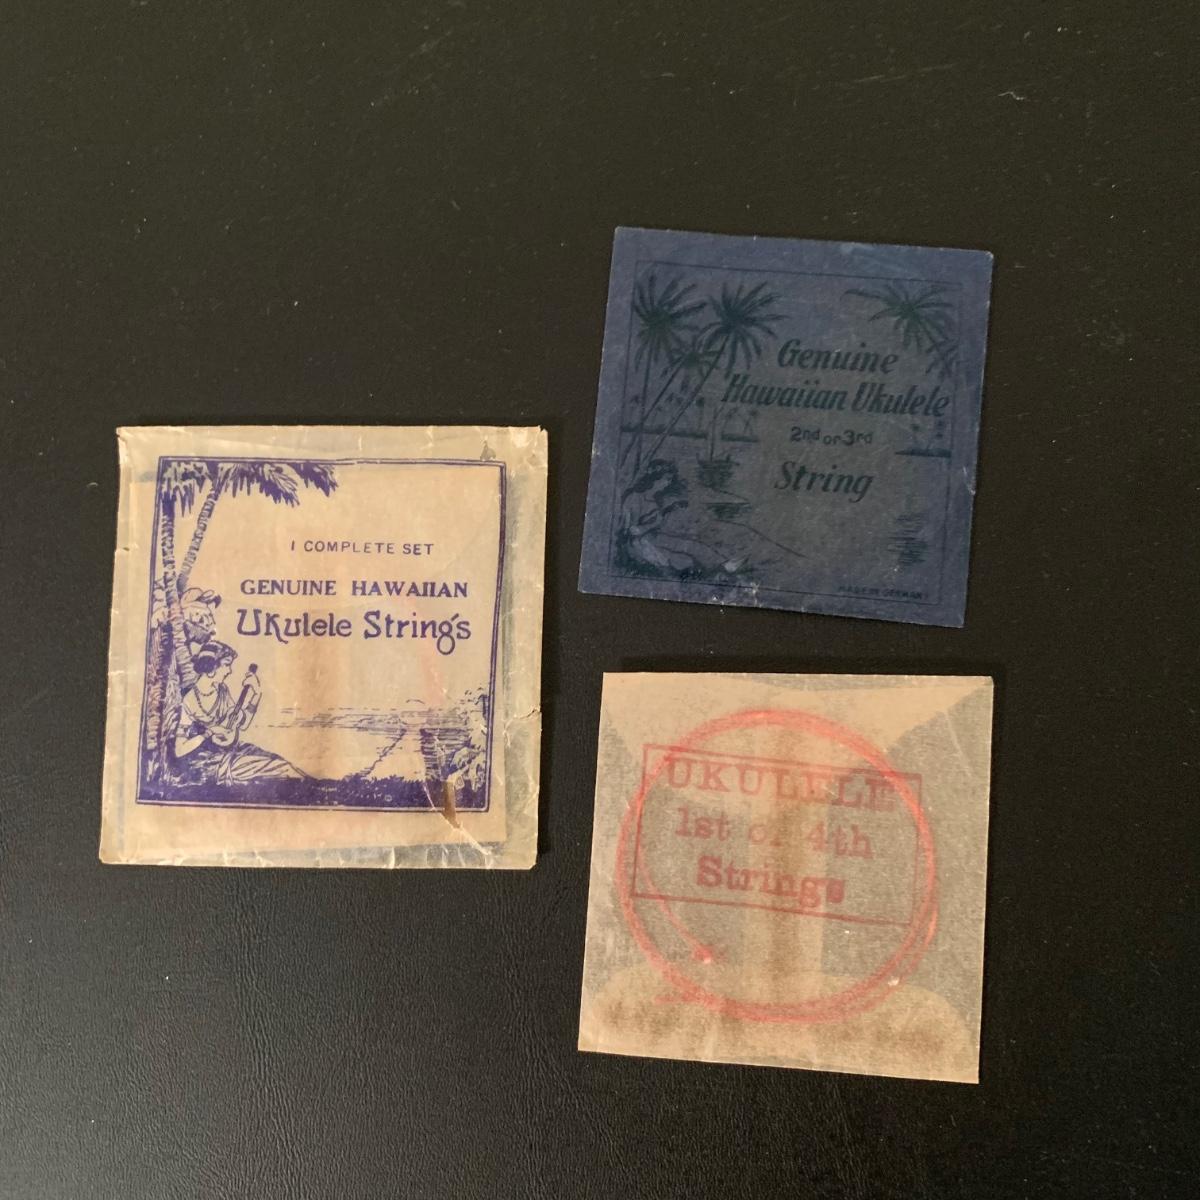 1 COMPLETE SET
GENUINE HAWAIIAN
Ukulele Strings
Genuine
Hawaiian Ukulele
2nd or 3rd
String
MADE IN GERMANY
UKULELE
1st or 4th
Strings